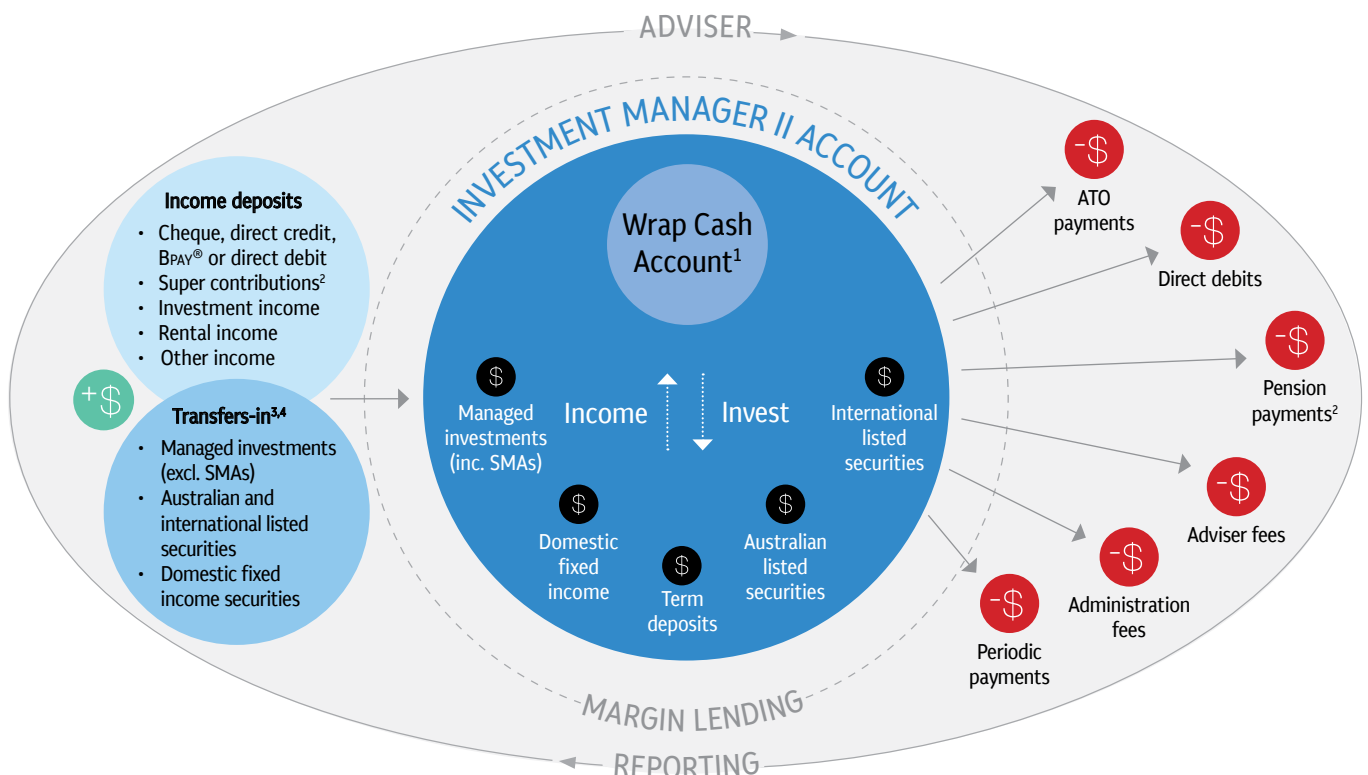 ADVISER
INVESTMENT MANAGER II ACCOUNT
Wrap Cash
Account¹
Income deposits
• Cheque, direct credit,
BPAY® or direct debit
• Super contributions²
• Investment income
• Rental income
• Other income
+$
Transfers-in³,⁴
• Managed investments
(excl. SMAs)
• Australian and
international listed
securities
• Domestic fixed
income securities
$
Managed
investments
(inc. SMAs)
Income
Invest
$
International
listed
securities
$
Domestic
fixed
income
$
Term
deposits
$
Australian
listed
securities
-$
ATO
payments
-$
Direct debits
-$
Pension
payments²
-$
Adviser fees
-$
Administration
fees
-$
Periodic
payments
MARGIN LENDING
REPORTING